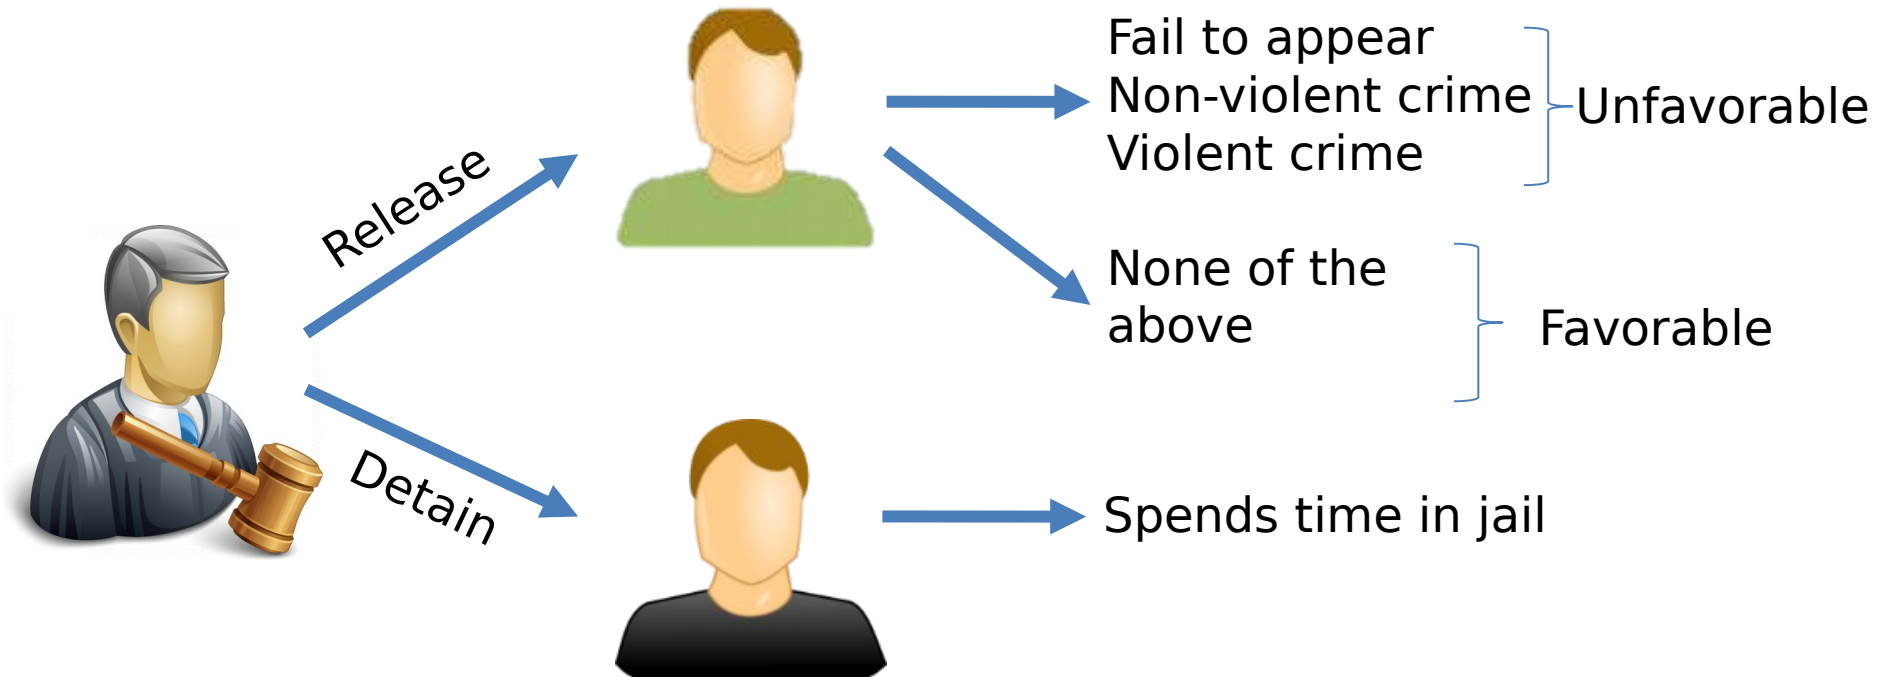 Release
Detain
Fail to appear
Non-violent crime
Violent crime
Unfavorable
None of the
above
Favorable
Spends time in jail